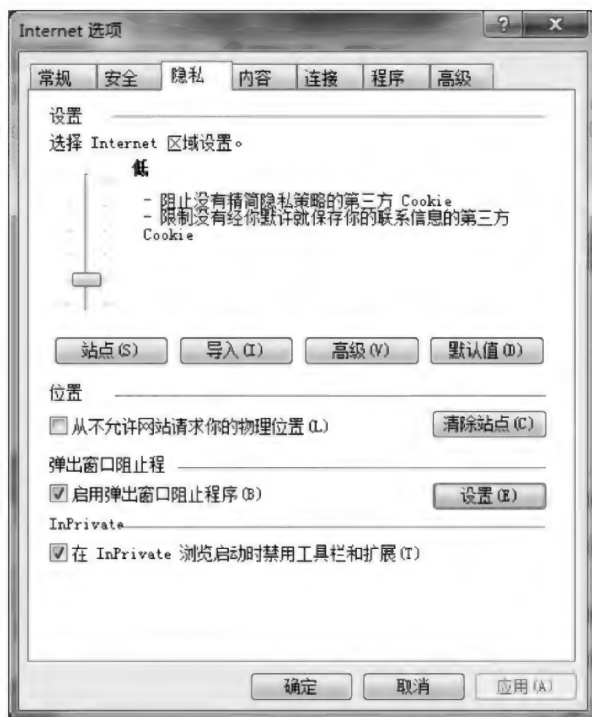 Internet 选项
常规 安全 隐私 内容 连接 程序 高级
设置
选择 Internet 区域设置。
低
- 阻止没有精简隐私策略的第三方 Cookie
- 限制没有经你默许就保存你的联系信息的第三方
Cookie
站点(S) 导入(I) 高级(V) 默认值(D)
位置
从不允许网站请求你的物理位置(L) 清除站点(C)
弹出窗口阻止程
启用弹出窗口阻止程序(B) 设置(E)
InPrivate
在 InPrivate 浏览启动时禁用工具栏和扩展(T)
确定 取消 应用(A)